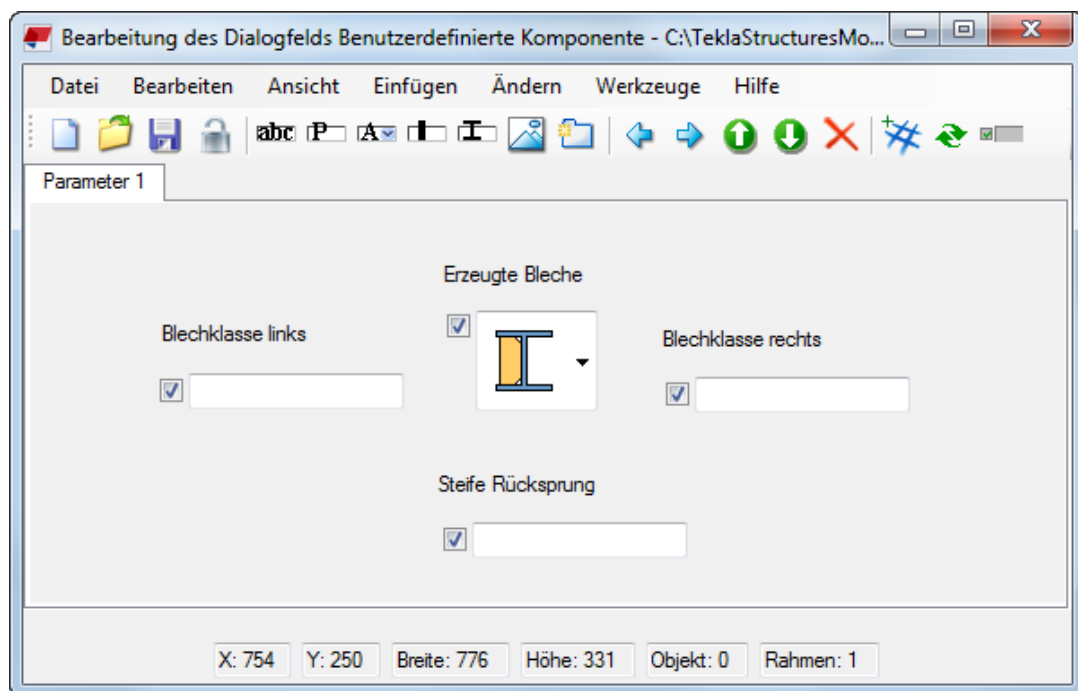 Bearbeitung des Dialogfelds Benutzerdefinierte Komponente - C:\TeklaStructuresMo...
Datei Bearbeiten Ansicht Einfügen Ändern Werkzeuge Hilfe
abc P A
Parameter 1
Erzeugte Bleche
Blechklasse links
Blechklasse rechts
Steife Rücksprung
X: 754 Y: 250 Breite: 776 Höhe: 331 Objekt: 0 Rahmen: 1